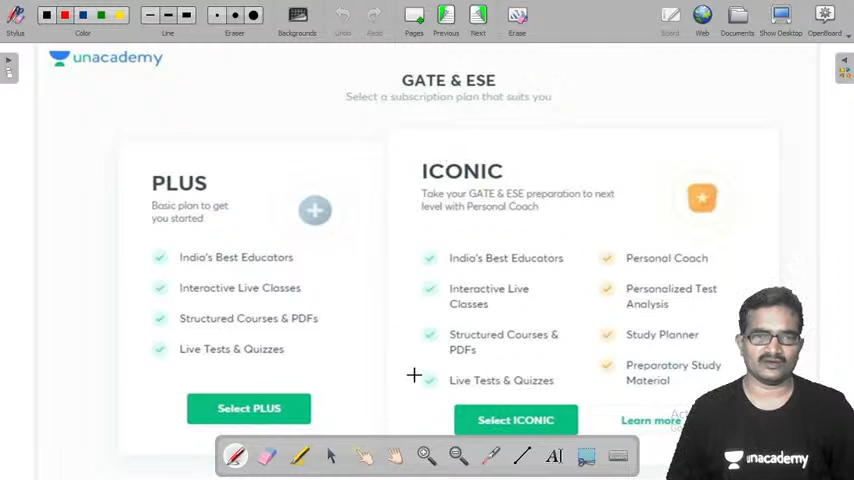 Stylus
Color
Line
Eraser
Backgrounds
Undo
Redo
Pages
Previous
Next
Erase
Board
Web
Documents
Show Desktop
OpenBoard
unacademy
GATE & ESE
Select a subscription plan that suits you
PLUS
Basic plan to get
you started
India's Best Educators
Interactive Live Classes
Structured Courses & PDFs
Live Tests & Quizzes
Select PLUS
ICONIC
Take your GATE & ESE preparation to next
level with Personal Coach
India's Best Educators
Interactive Live
Classes
Structured Courses &
PDFs
Live Tests & Quizzes
Personal Coach
Personalized Test
Analysis
Study Planner
Preparatory Study
Material
Select ICONIC
Learn more
unacademy